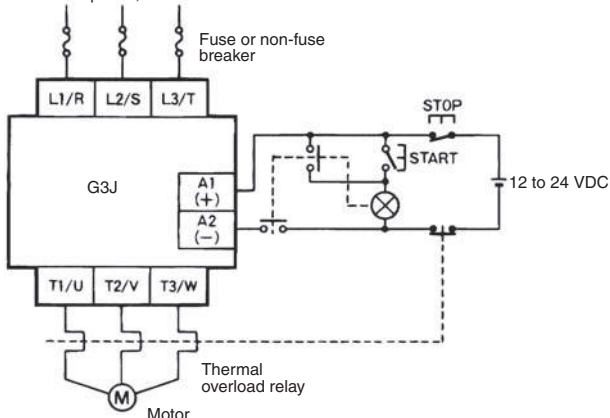 Fuse or non-fuse
breaker
L1/R L2/S L3/T
STOP
START
G3J
A1
(+)
A2
(−)
12 to 24 VDC
T1/U T2/V T3/W
Thermal
overload relay
M
Motor